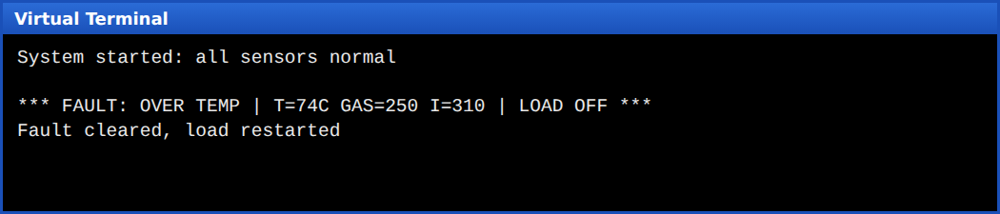 Virtual Terminal
System started: all sensors normal
*** FAULT: OVER TEMP | T=74C GAS=250 I=310 | LOAD OFF ***
Fault cleared, load restarted